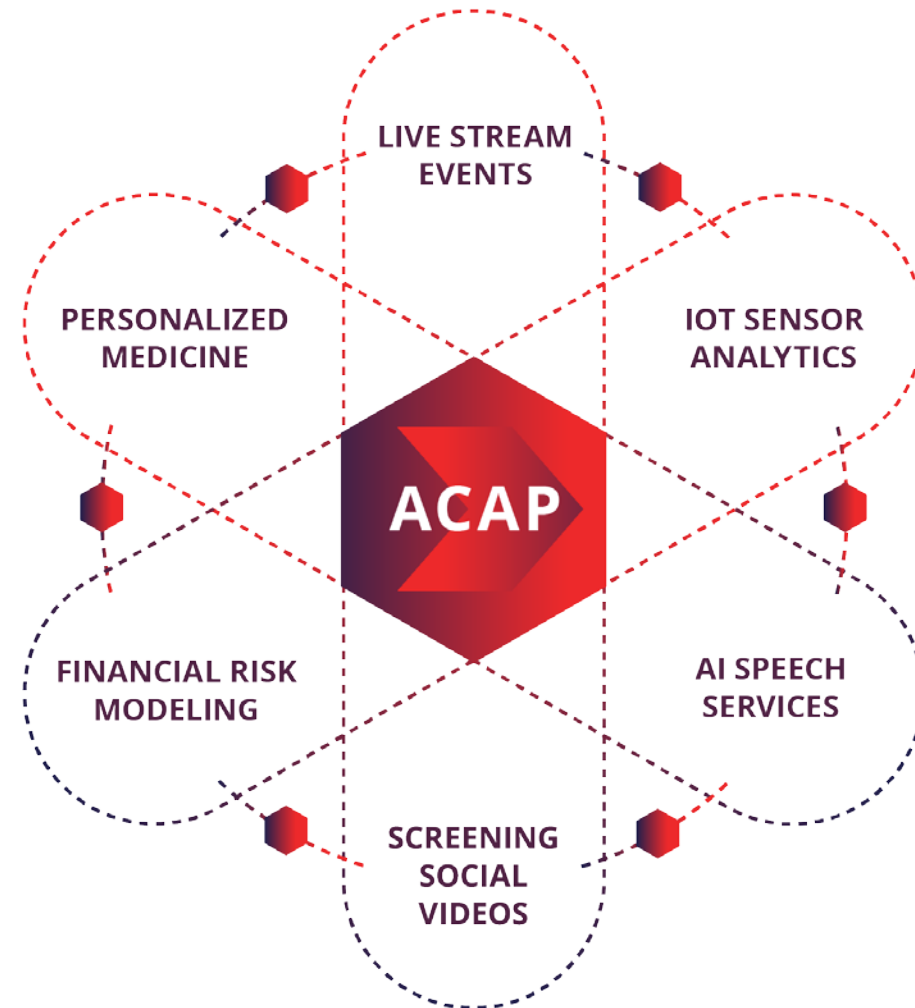 LIVE STREAM
EVENTS
PERSONALIZED
MEDICINE
IOT SENSOR
ANALYTICS
ACAP
FINANCIAL RISK
MODELING
AI SPEECH
SERVICES
SCREENING
SOCIAL
VIDEOS